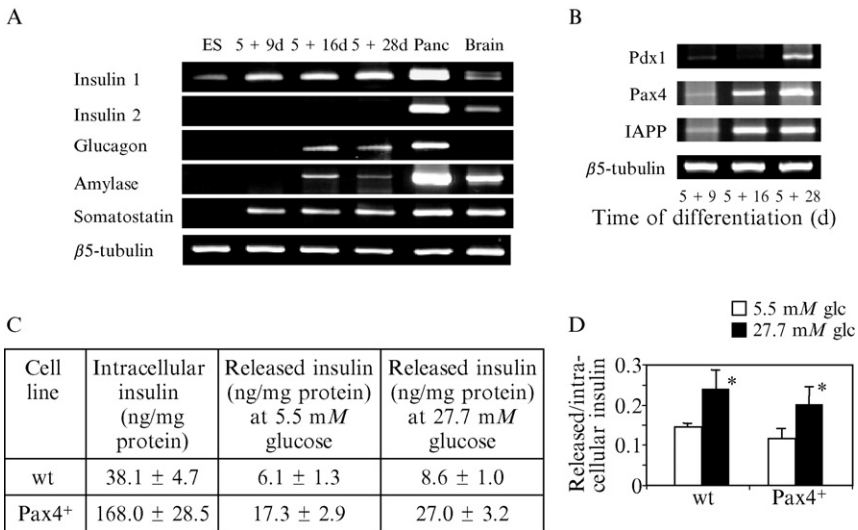 A
ES 5 + 9d 5 + 16d 5 + 28d Panc Brain
Insulin 1
Insulin 2
Glucagon
Amylase
Somatostatin
β5-tubulin
B
Pdx1
Pax4
IAPP
β5-tubulin
5 + 9 5 + 16 5 + 28
Time of differentiation (d)
C
Cell
line
Intracellular
insulin
(ng/mg
protein)
Released insulin
(ng/mg protein)
at 5.5 mM
glucose
Released insulin
(ng/mg protein)
at 27.7 mM
glucose
wt 38.1 ± 4.7 6.1 ± 1.3 8.6 ± 1.0
Pax4+ 168.0 ± 28.5 17.3 ± 2.9 27.0 ± 3.2
D
5.5 mM glc
27.7 mM glc
Released/intra-
cellular insulin
0.3
0.2
0.1
0
* *
wt Pax4+